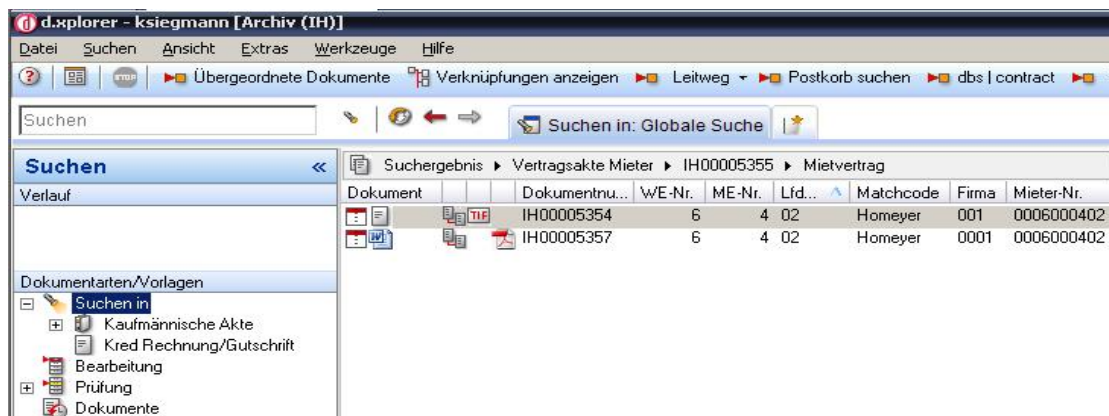 d.xplorer - ksiegmann [Archiv (IH)]
Datei Suchen Ansicht Extras Werkzeuge Hilfe
? STOP Übergeordnete Dokumente Verknüpfungen anzeigen Leitweg Postkorb suchen dbs | contract
Suchen Suchen in: Globale Suche
Suchen « Suchergebnis ▸ Vertragsakte Mieter ▸ IH00005355 ▸ Mietvertrag
Verlauf Dokument Dokumentnu... WE-Nr. ME-Nr. Lfd... Matchcode Firma Mieter-Nr.
TIF IH00005354 6 4 02 Homeyer 001 0006000402
IH00005357 6 4 02 Homeyer 0001 0006000402
Dokumentarten/Vorlagen
Suchen in
Kaufmännische Akte
Kred Rechnung/Gutschrift
Bearbeitung
Prüfung
Dokumente